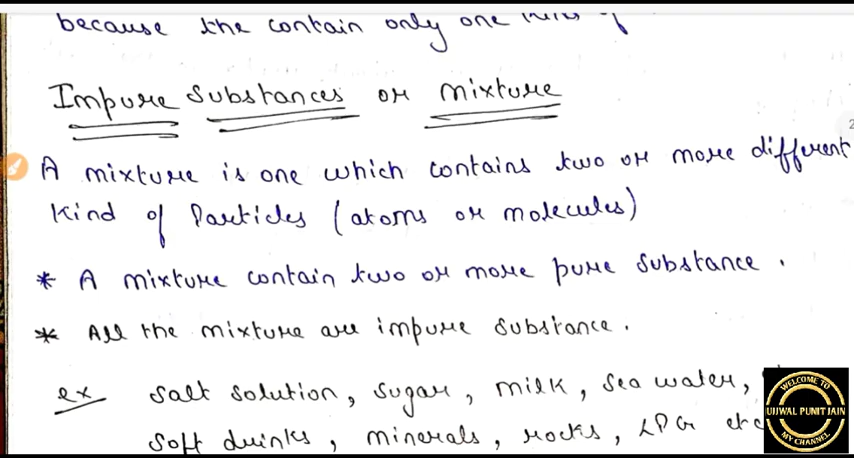 because the contain only one kind of
Impure Substances or mixture
A mixture is one which contains two or more different
kind of Particles (atoms or molecules)
* A mixture contain two or more pure substance.
* All the mixture are impure substance.
ex Salt solution, sugar, milk, sea water,
Soft drinks, minerals, rocks, LPG etc
2
WELCOME TO
UJJWAL PUNIT JAIN
MY CHANNEL